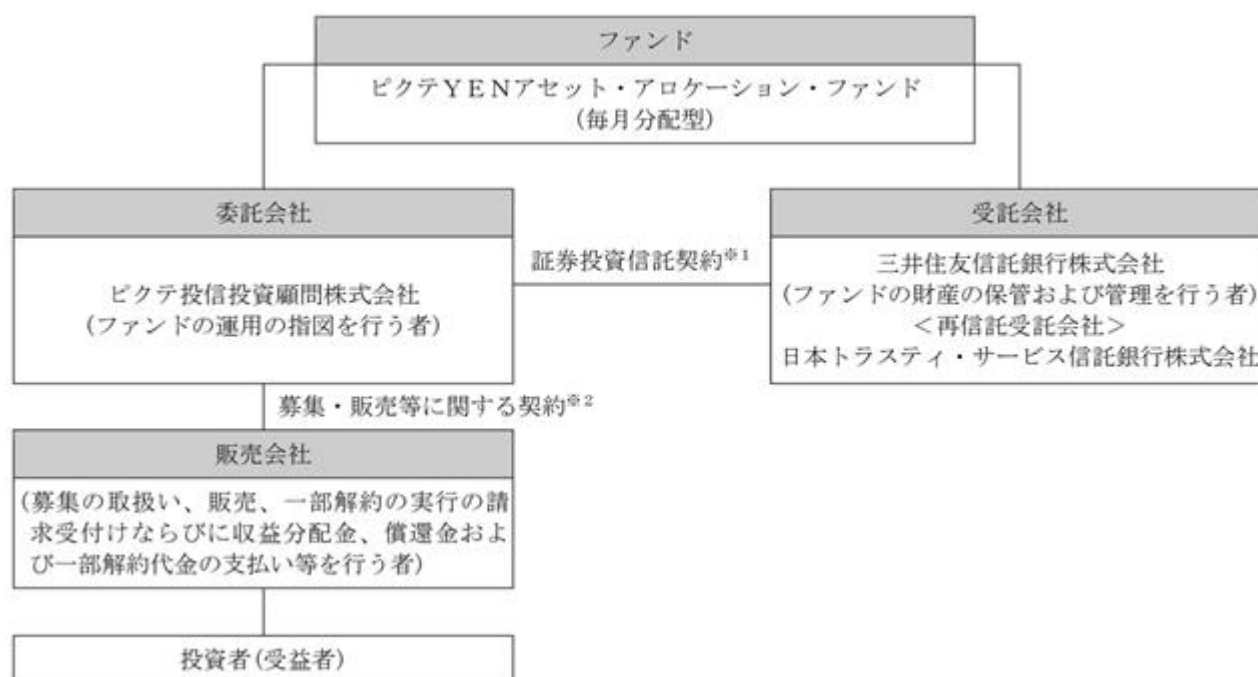 ファンド
ピクテYENアセット・アロケーション・ファンド
(毎月分配型)
委託会社
ピクテ投信投資顧問株式会社
(ファンドの運用の指図を行う者)
証券投資信託契約※1
受託会社
三井住友信託銀行株式会社
(ファンドの財産の保管および管理を行う者)
<再信託受託会社>
日本トラスティ・サービス信託銀行株式会社
募集・販売等に関する契約※2
販売会社
(募集の取扱い、販売、一部解約の実行の請
求受付けならびに収益分配金、償還金およ
び一部解約代金の支払い等を行う者)
投資者(受益者)